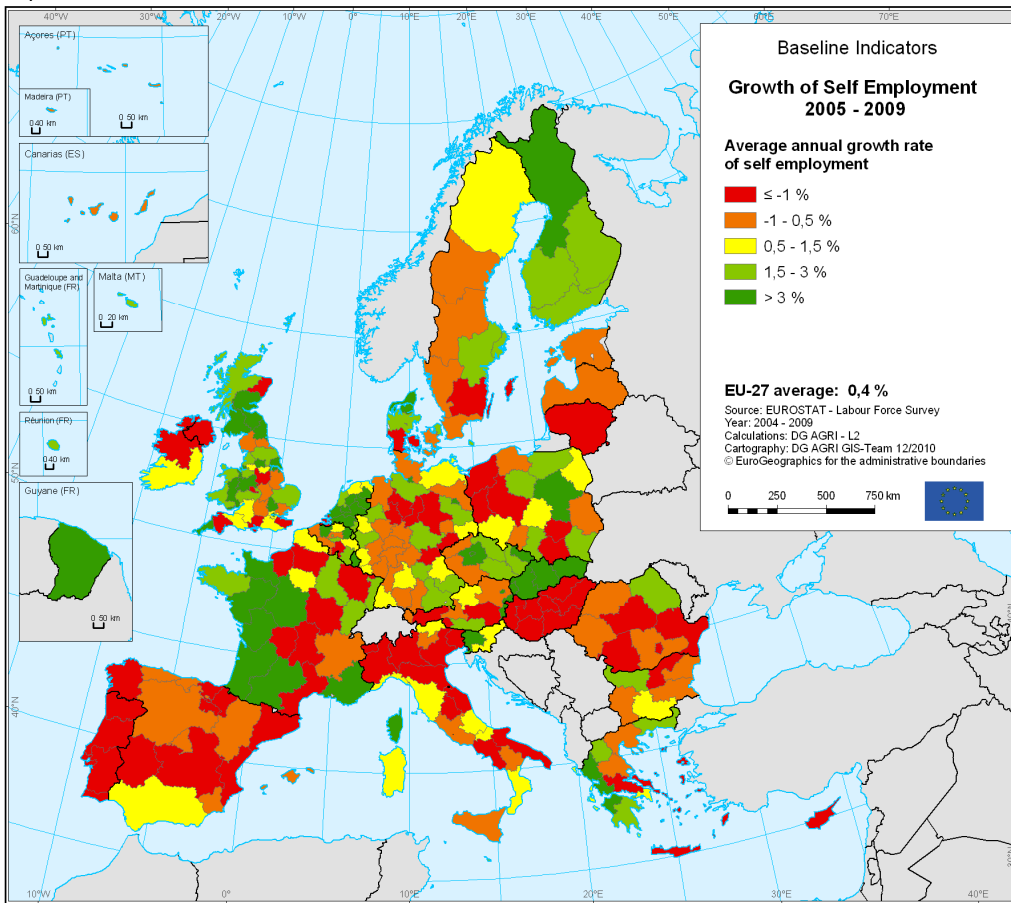 40°W
30°W
20°W
10°W
0°
10°E
20°E
30°E
40°E
50°E
60°E
70°E
Açores (PT)
Madeira (PT)
0 40 km
0 50 km
Canarias (ES)
0 50 km
Guadeloupe and
Martinique (FR)
0 50 km
Malta (MT)
0 20 km
Réunion (FR)
0 40 km
Guyane (FR)
0 50 km
60°N
50°N
40°N
Baseline Indicators
Growth of Self Employment
2005 - 2009
Average annual growth rate
of self employment
≤ -1 %
-1 - 0,5 %
0,5 - 1,5 %
1,5 - 3 %
> 3 %
EU-27 average: 0,4 %
Source: EUROSTAT - Labour Force Survey
Year: 2004 - 2009
Calculations: DG AGRI - L2
Cartography: DG AGRI GIS-Team 12/2010
© EuroGeographics for the administrative boundaries
0 250 500 750 km
10°W
0°
10°E
20°E
30°E
40°E